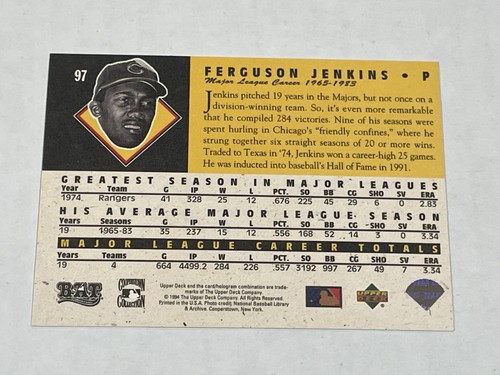 97
FERGUSON JENKINS • P
Major League Career 1965-1983
Jenkins pitched 19 years in the Majors, but not once on a
division-winning team. So, it's even more remarkable
that he compiled 284 victories. Nine of his seasons were
spent hurling in Chicago's "friendly confines," where he
strung together six straight seasons of 20 or more wins.
Traded to Texas in '74, Jenkins won a career-high 25 games.
He was inducted into baseball's Hall of Fame in 1991.
GREATEST SEASON IN MAJOR LEAGUES
Year Teams G IP W L PCT. SO BB CG SHO SV ERA
1974 Rangers 41 328 25 12 .676 225 45 29 6 0 2.83
HIS AVERAGE MAJOR LEAGUE SEASON
Years G IP W L PCT. SO BB CG SHO SV ERA
19 1965-83 35 237 15 12 .556 168 52 14 3 0 3.34
MAJOR LEAGUE CAREER TOTALS
Yrs. Teams G IP W L PCT. SO BB CG SHO SV ERA
19 4 664 4499.2 284 226 .557 3192 997 267 49 7 3.34
BAT
COOPERSTOWN
COLLECTION
Upper Deck and the card/hologram combination are trade-
marks of The Upper Deck Company.
© 1994 The Upper Deck Company. All Rights Reserved.
Printed in the U.S.A. Photo credit: National Baseball Library
& Archive. Cooperstown, New York.
UPPER DECK